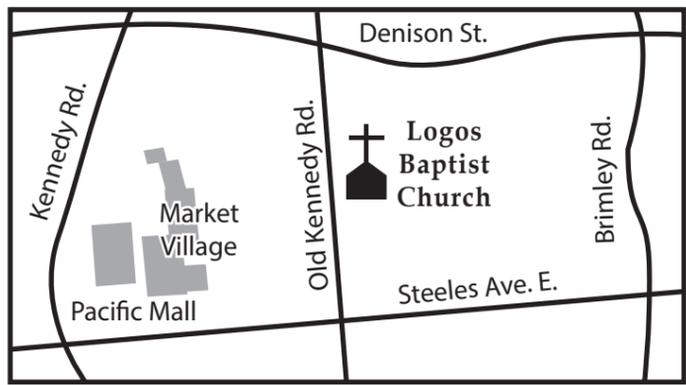 Denison St.
Kennedy Rd.
Old Kennedy Rd.
Logos
Baptist
Church
Brimley Rd.
Market
Village
Steeles Ave. E.
Pacific Mall